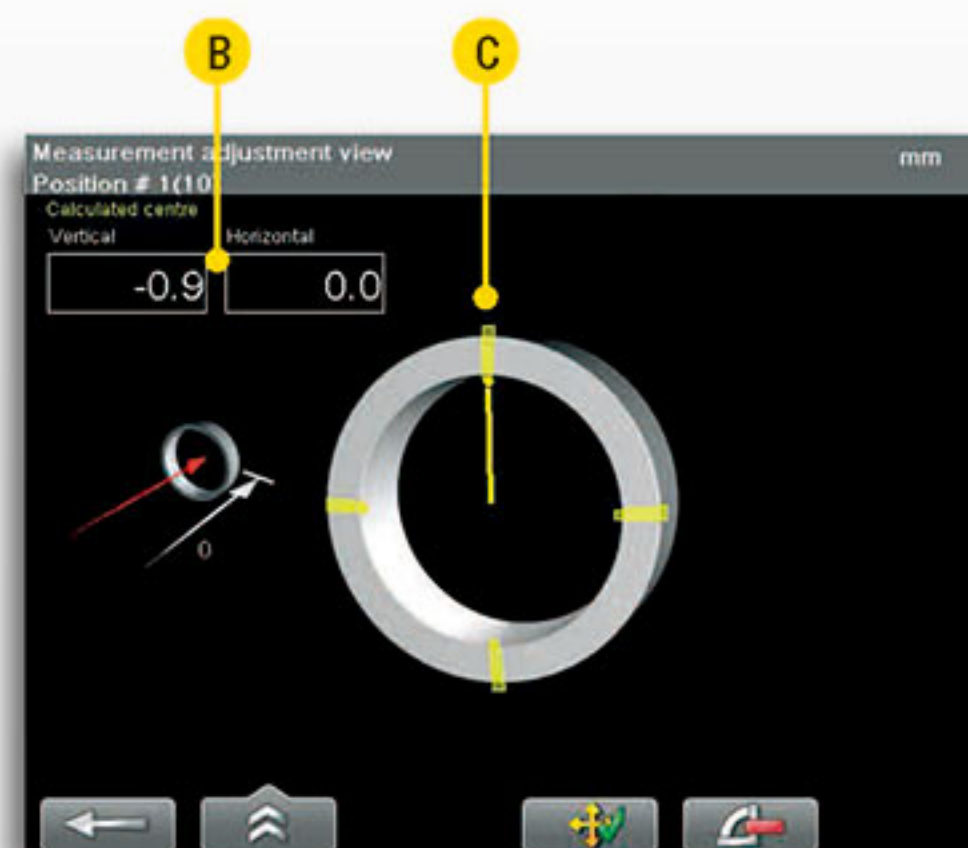 B C
Measurement adjustment view mm
Position # 1(10)
Calculated centre
Vertical Horizontal
-0.9 0.0
0